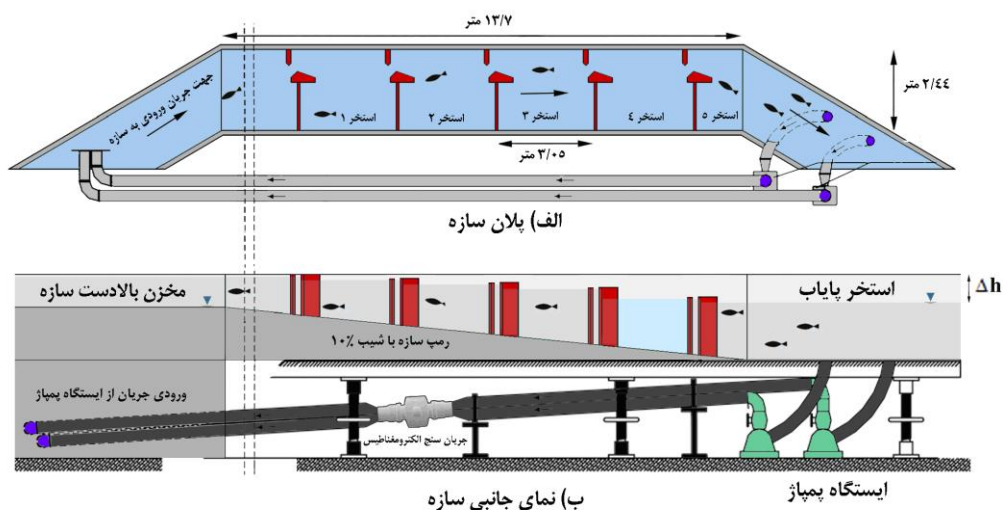 ۱۳/۷ متر
جهت جریان ورودی به سازه
استخر ۱
استخر ۲
استخر ۳
استخر ٤
استخر ۵
۲/٤٤ متر
۳/۰۵ متر
الف) پلان سازه
مخزن بالادست سازه
استخر پایاب
Δh
رمپ سازه با شیب ۱۰٪
ورودی جریان از ایستگاه پمپاژ
جریان سنج الکترومغناطیس
ایستگاه پمپاژ
ب) نمای جانبی سازه